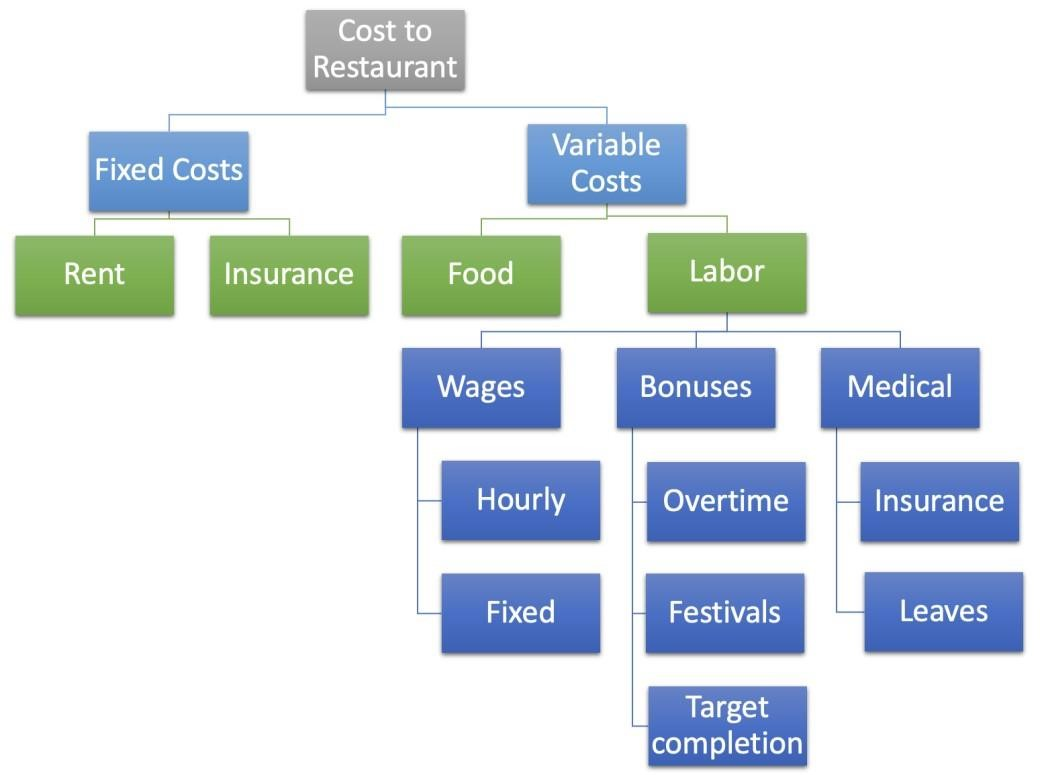 Cost to
Restaurant
Fixed Costs
Variable
Costs
Rent
Insurance
Food
Labor
Wages
Bonuses
Medical
Hourly
Overtime
Insurance
Fixed
Festivals
Leaves
Target
completion